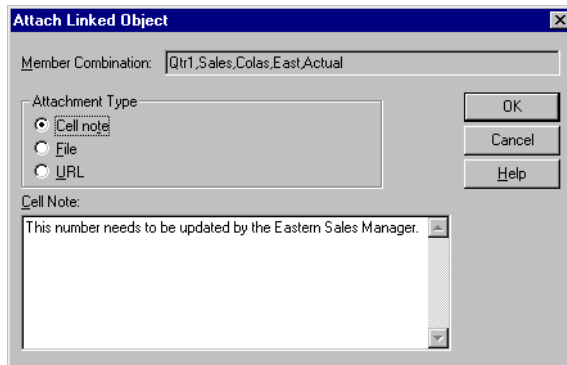 Attach Linked Object
Member Combination: Qtr1,Sales,Colas,East,Actual
Attachment Type
Cell note
File
URL
OK
Cancel
Help
Cell Note:
This number needs to be updated by the Eastern Sales Manager.